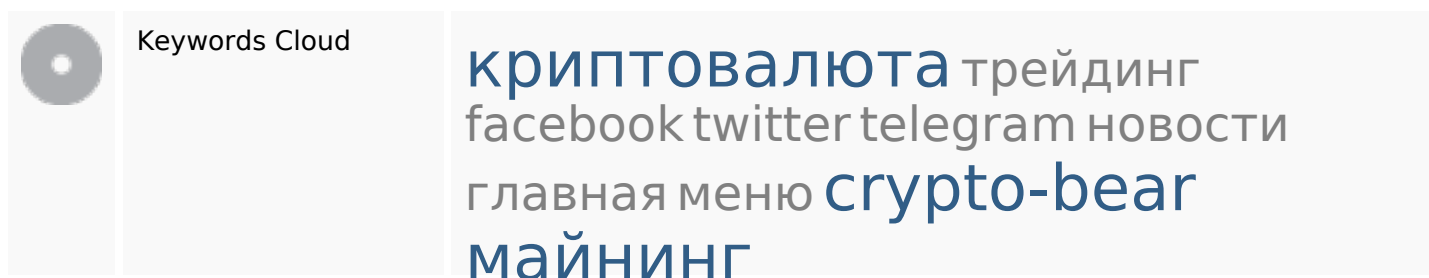 Keywords Cloud
криптовалюта трейдинг
facebook twitter telegram новости
главная меню crypto-bear
майнинг